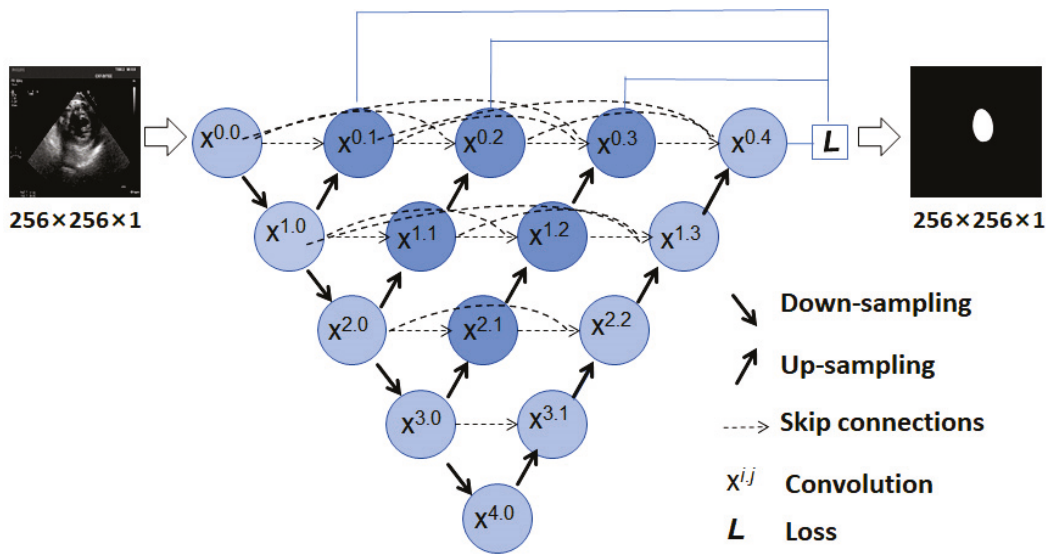 X0.0 X0.1 X0.2 X0.3 X0.4 L
256×256×1 256×256×1
X1.0 X1.1 X1.2 X1.3
X2.0 X2.1 X2.2
Down-sampling
Up-sampling
X3.0 X3.1
Skip connections
Xi.j Convolution
X4.0
L Loss